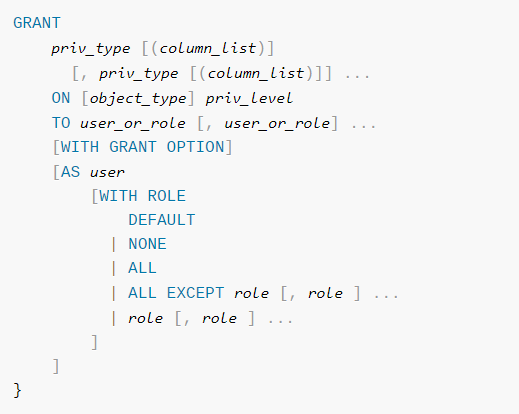 GRANT
    priv_type [(column_list)]
      [, priv_type [(column_list)]] ...
    ON [object_type] priv_level
    TO user_or_role [, user_or_role] ...
    [WITH GRANT OPTION]
    [AS user
        [WITH ROLE
            DEFAULT
          | NONE
          | ALL
          | ALL EXCEPT role [, role ] ...
          | role [, role ] ...
        ]
    ]
}